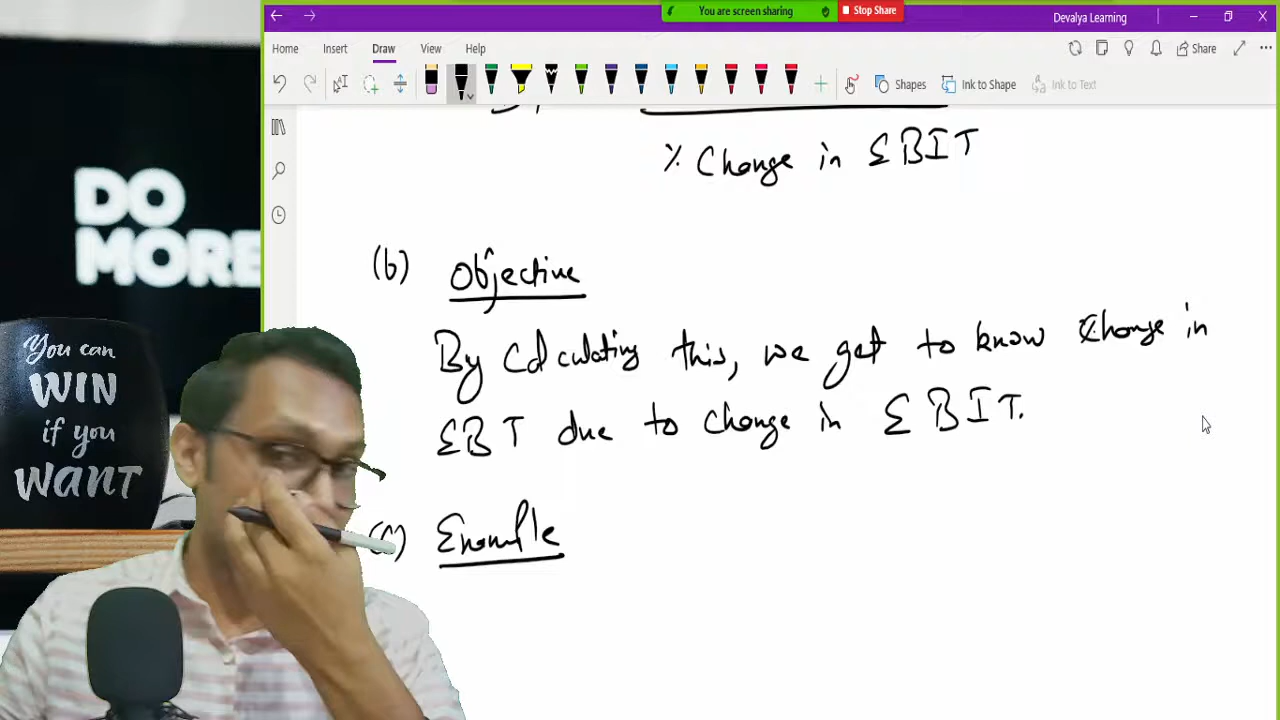 You are screen sharing
Stop Share
Devalya Learning
Home Insert Draw View Help
Share
Shapes
Ink to Shape
Ink to Text
% Change in EBIT
DO
MORE
(b) Objective
By Calculating this, we get to know Change in
EBT due to change in EBIT.
(c) Example
You can
WIN
if you
WANT